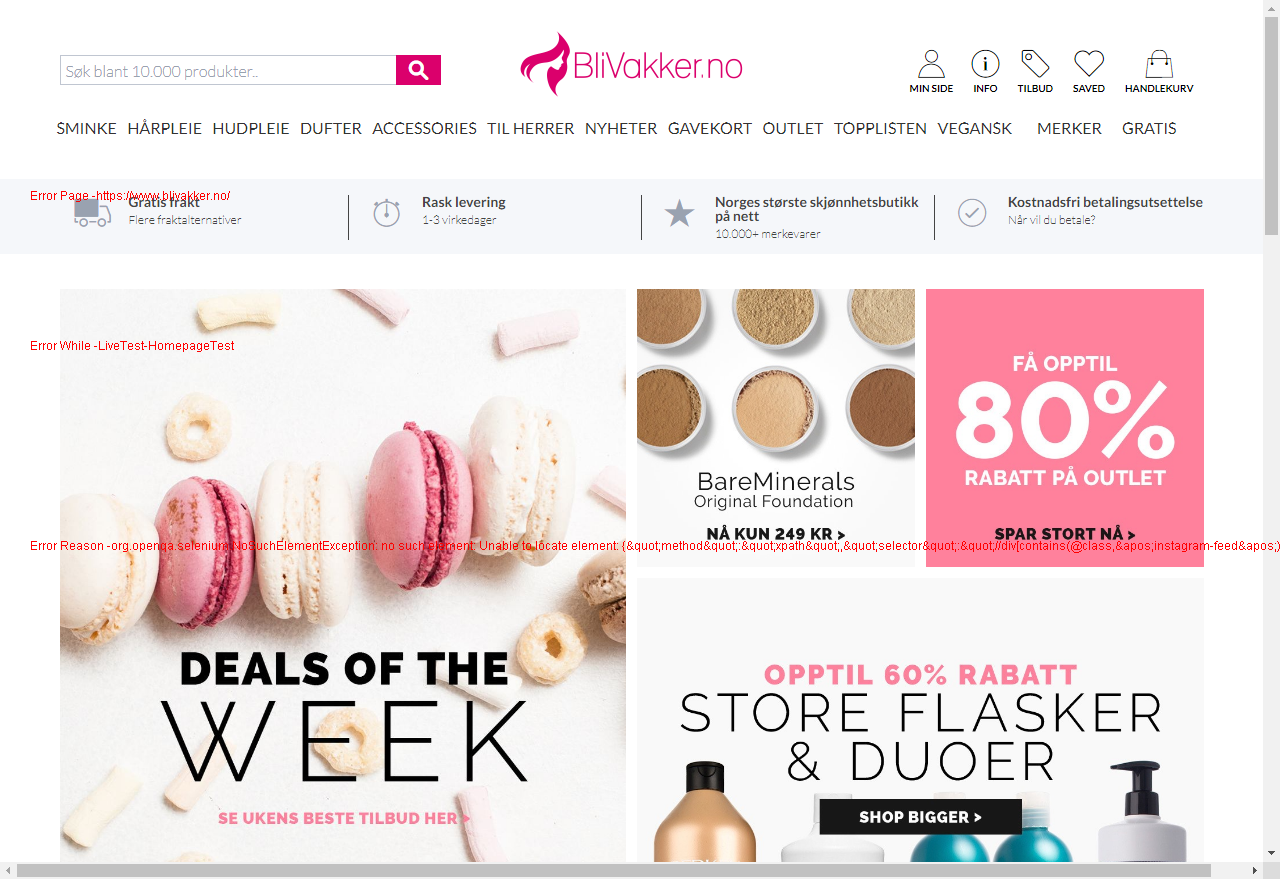 Søk blant 10.000 produkter..
BliVakker.no
MIN SIDE
INFO
TILBUD
SAVED
HANDLEKURV
SMINKE HÅRPLEIE HUDPLEIE DUFTER ACCESSORIES TIL HERRER NYHETER GAVEKORT OUTLET TOPPLISTEN VEGANSK MERKER GRATIS
Error Page -https://www.blivakker.no/
Gratis frakt
Flere fraktalternativer
Rask levering
1-3 virkedager
Norges største skjønnhetsbutikk
på nett
10.000+ merkevarer
Kostnadsfri betalingsutsettelse
Når vil du betale?
Error While -LiveTest-HomepageTest
BareMinerals
Original Foundation
NÅ KUN 249 KR >
FÅ OPPTIL
80%
RABATT PÅ OUTLET
SPAR STORT NÅ >
Error Reason -org.openqa.selenium.NoSuchElementException: no such element: Unable to locate element: {&quot;method&quot;:&quot;xpath&quot;,&quot;selector&quot;:&quot;//div[contains(@class,&apos;instagram-feed&apos;)
DEALS OF THE
WEEK
SE UKENS BESTE TILBUD HER >
OPPTIL 60% RABATT
STORE FLASKER
& DUOER
SHOP BIGGER >